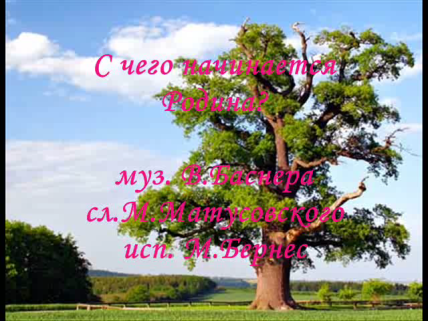 С чего начинается
Родина?
муз. В.Баснера
сл.М.Матусовского
исп. М.Бернес